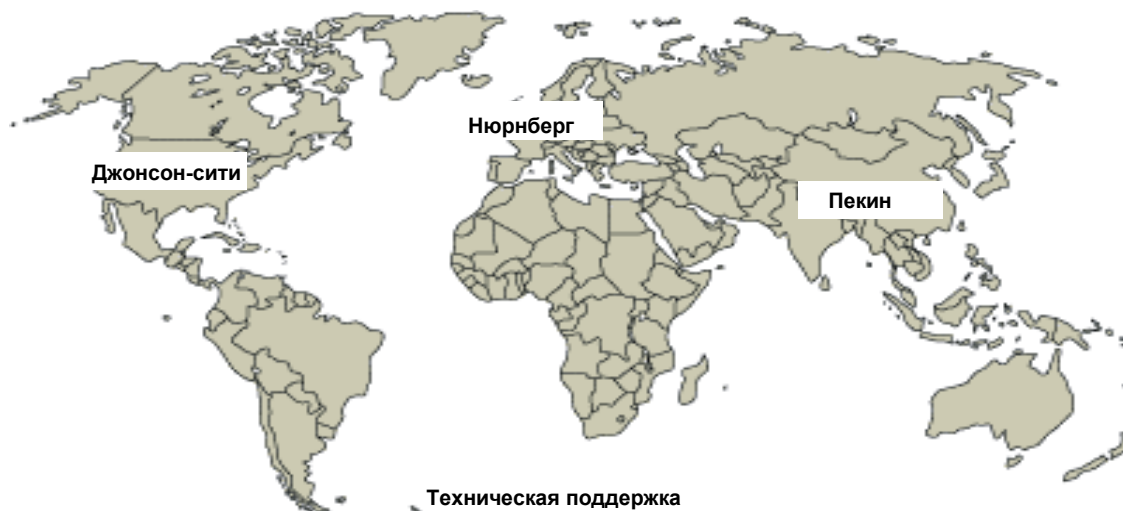 Нюрнберг
Джонсон-сити
Пекин
Техническая поддержка